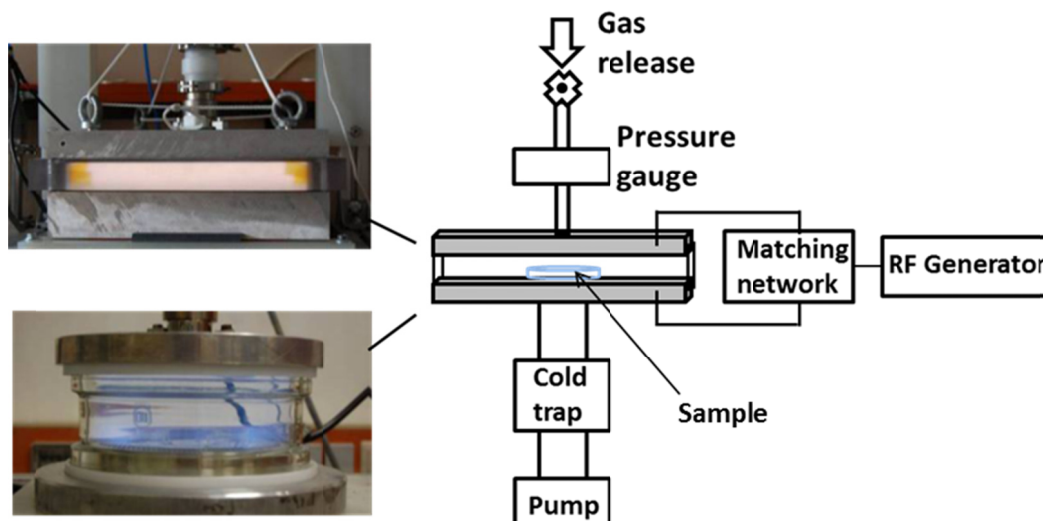 Gas
release
Pressure
gauge
Matching
network
RF Generator
Cold
trap
Sample
Pump